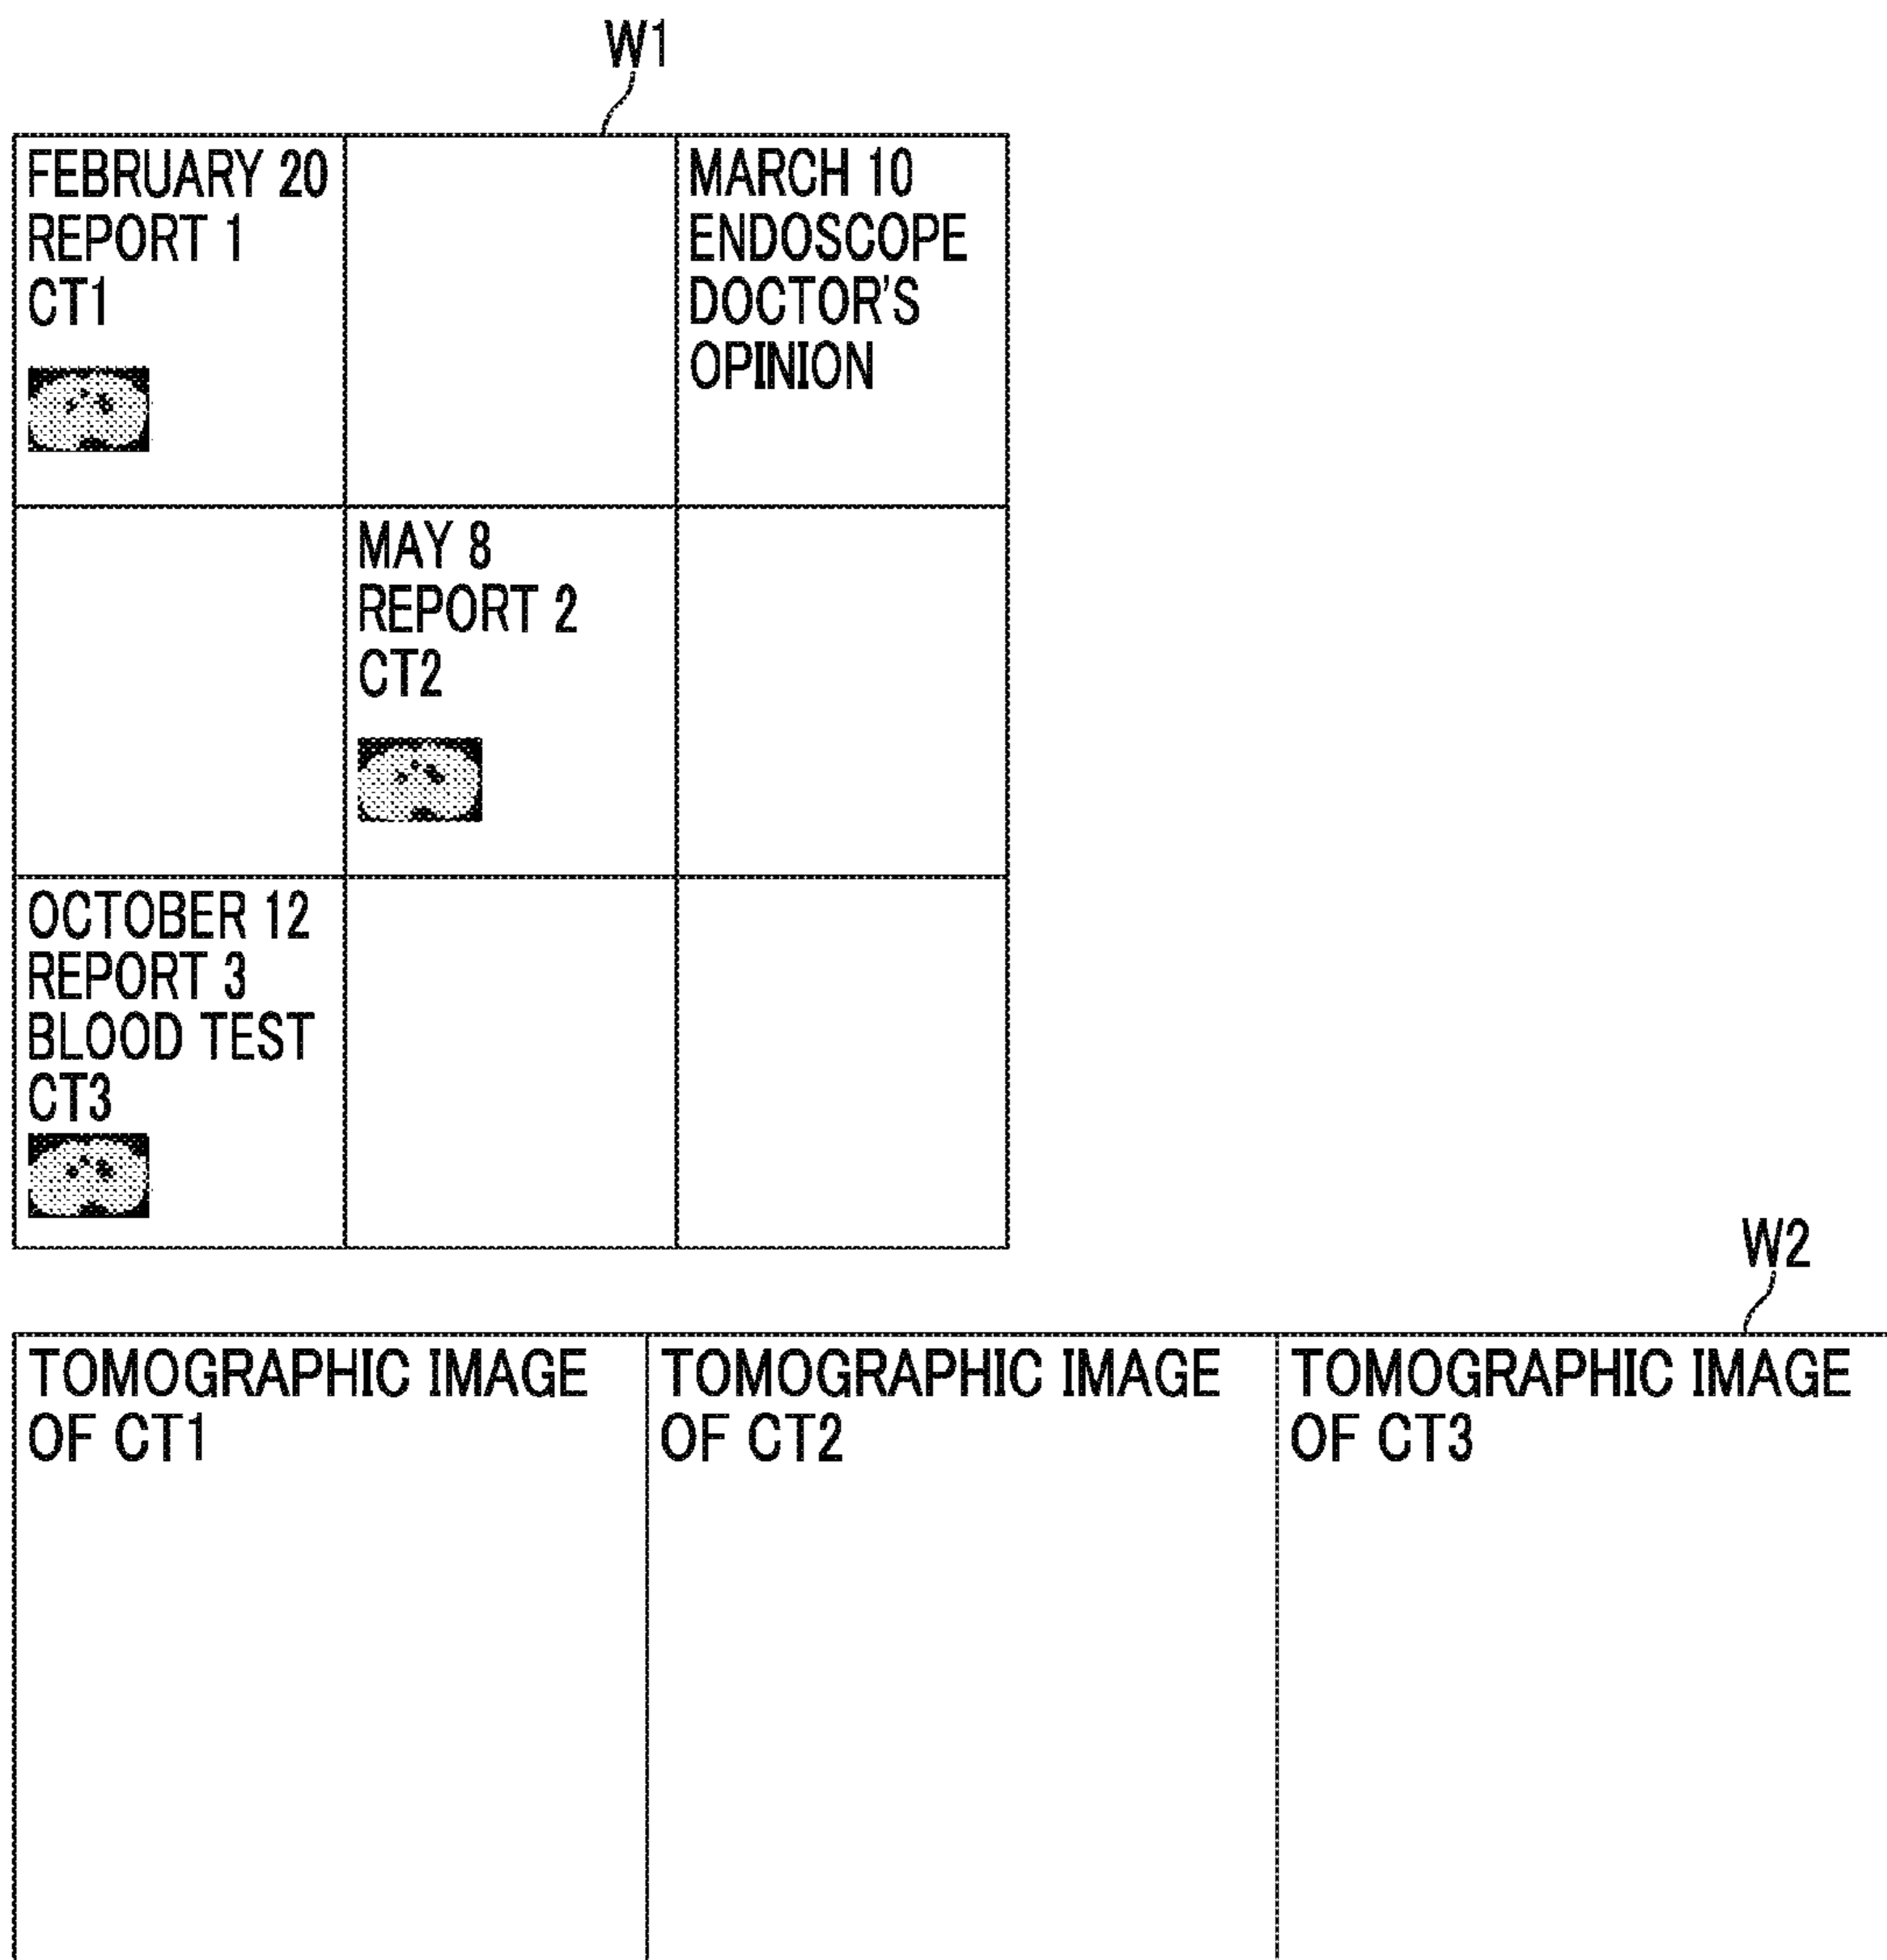 W1
FEBRUARY 20
REPORT 1
CT1
MARCH 10
ENDOSCOPE
DOCTOR'S
OPINION
MAY 8
REPORT 2
CT2
OCTOBER 12
REPORT 3
BLOOD TEST
CT3
W2
TOMOGRAPHIC IMAGE
OF CT1
TOMOGRAPHIC IMAGE
OF CT2
TOMOGRAPHIC IMAGE
OF CT3